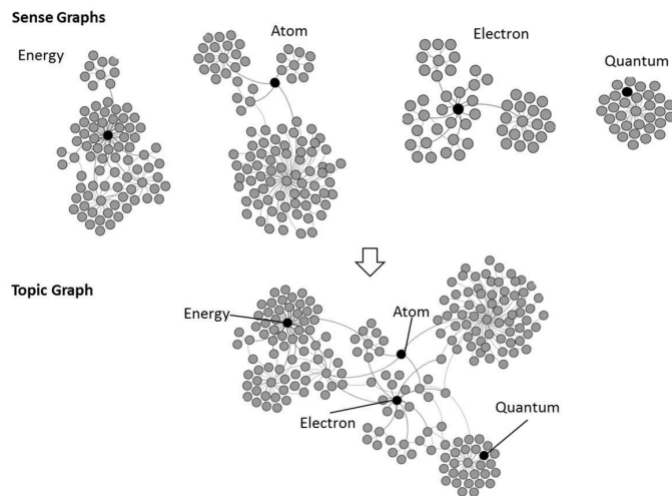 Sense Graphs
Energy
Atom
Electron
Quantum
Topic Graph
Energy
Atom
Electron
Quantum